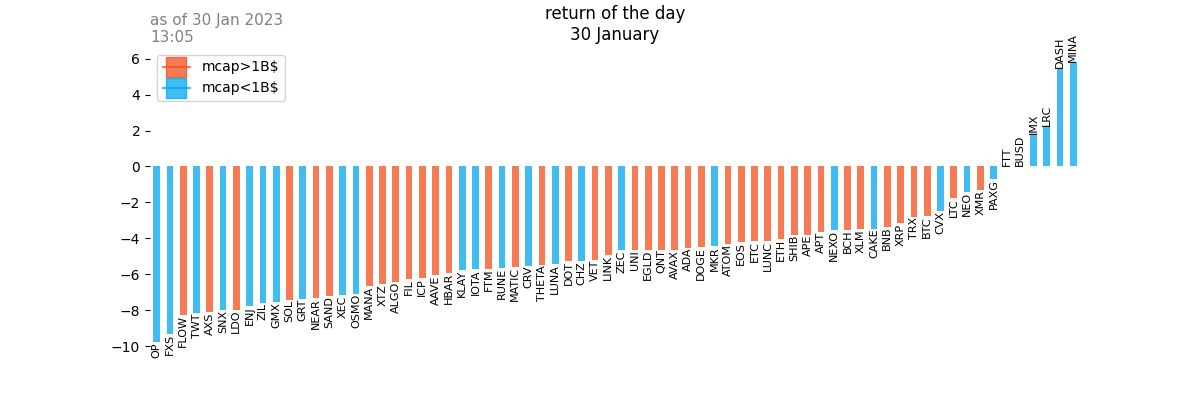 as of 30 Jan 2023
13:05
return of the day
30 January
mcap>1B$
mcap<1B$
6
4
2
0
−2
−4
−6
−8
−10
OP
FXS
FLOW
TWT
AXS
SNX
LDO
ENJ
ZIL
GMX
SOL
GRT
NEAR
SAND
XEC
OSMO
MANA
XTZ
ALGO
FIL
ICP
AAVE
HBAR
KLAY
IOTA
FTM
RUNE
MATIC
CRV
THETA
LUNA
DOT
CHZ
VET
LINK
ZEC
UNI
EGLD
QNT
AVAX
ADA
DOGE
MKR
ATOM
EOS
ETC
LUNC
ETH
SHIB
APE
APT
NEXO
BCH
XLM
CAKE
BNB
XRP
TRX
BTC
CVX
LTC
NEO
XMR
PAXG
FTT
BUSD
IMX
LRC
DASH
MINA